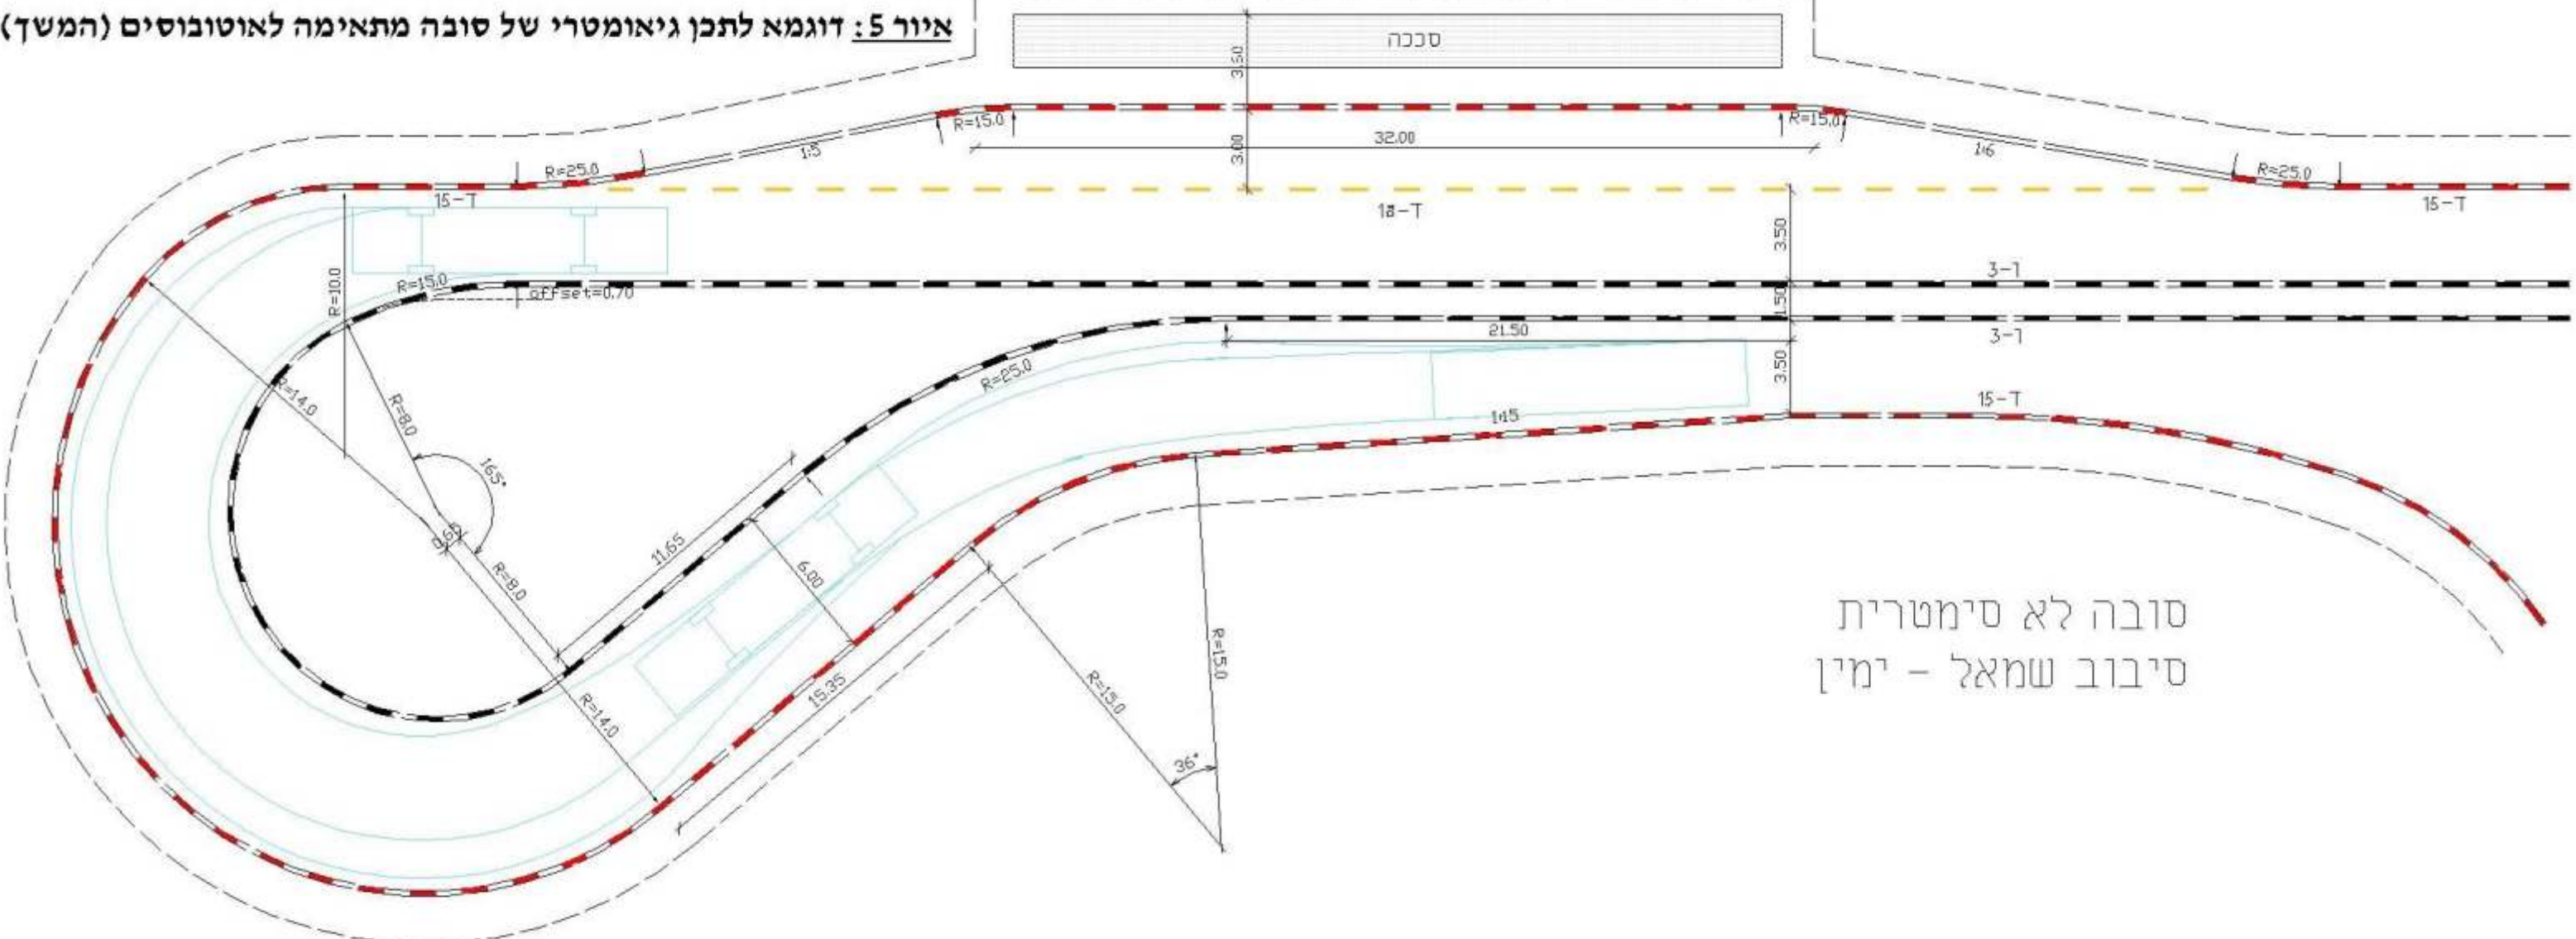 איור 5: דוגמא לתכן גיאומטרי של סובה מתאימה לאוטובוסים (המשך)
סככה
3.60
R=15.0
R=15.0
32.00
3.00
1:5
1:6
R=25.0
R=25.0
ד-15
ד-18
ד-15
3.50
R=10.0
R=15.0
offset=0.70
ו-3
1.50
21.50
ו-3
R=25.0
3.50
R=14.0
R=8.0
1:15
ד-15
165°
11.65
R=8.0
6.00
R=14.0
15.35
R=15.0
R=15.0
36°
סובה לא סימטרית
סיבוב שמאל - ימין